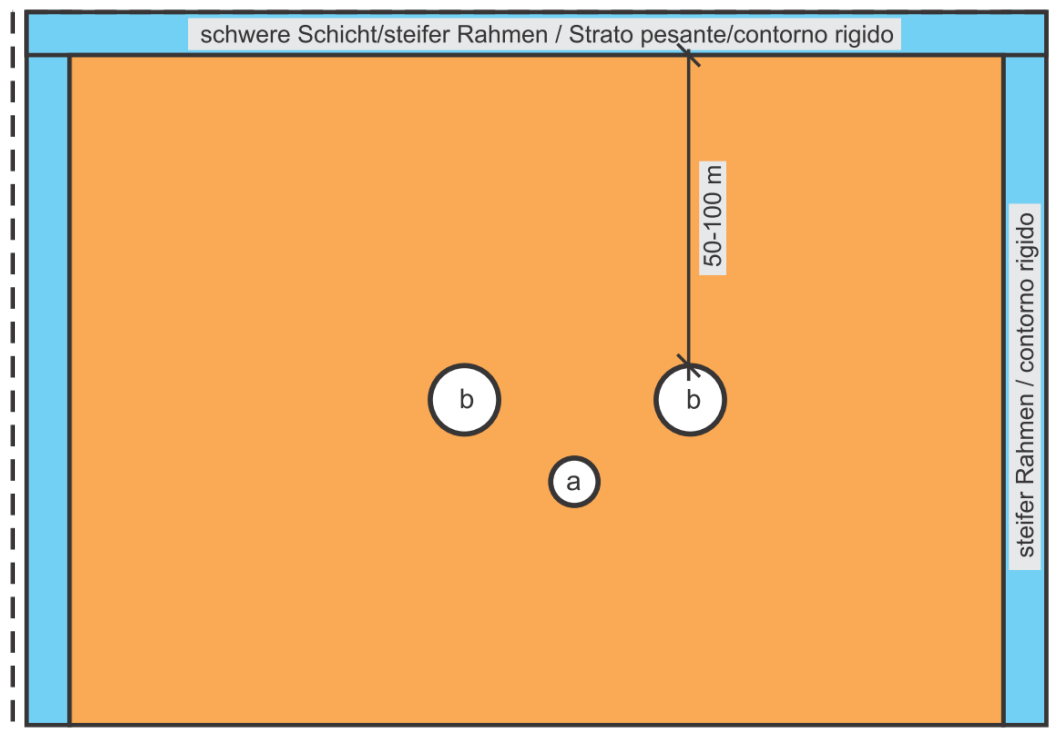 schwere Schicht/steifer Rahmen / Strato pesante/contorno rigido
50-100 m
steifer Rahmen / contorno rigido
b
b
a